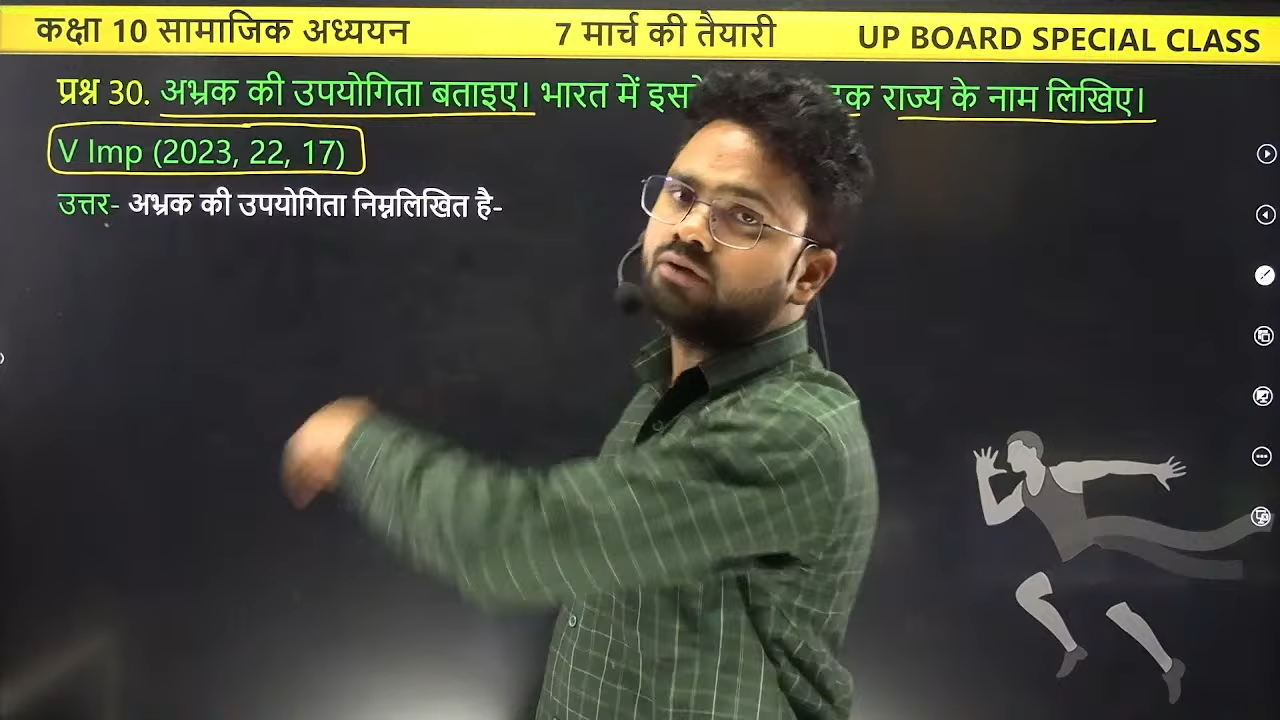 कक्षा 10 सामाजिक अध्ययन 7 मार्च की तैयारी UP BOARD SPECIAL CLASS
प्रश्न 30. अभ्रक की उपयोगिता बताइए। भारत में राज्य के नाम लिखिए।
V Imp (2023, 22, 17)
उत्तर- अभ्रक की उपयोगिता निम्नलिखित है-